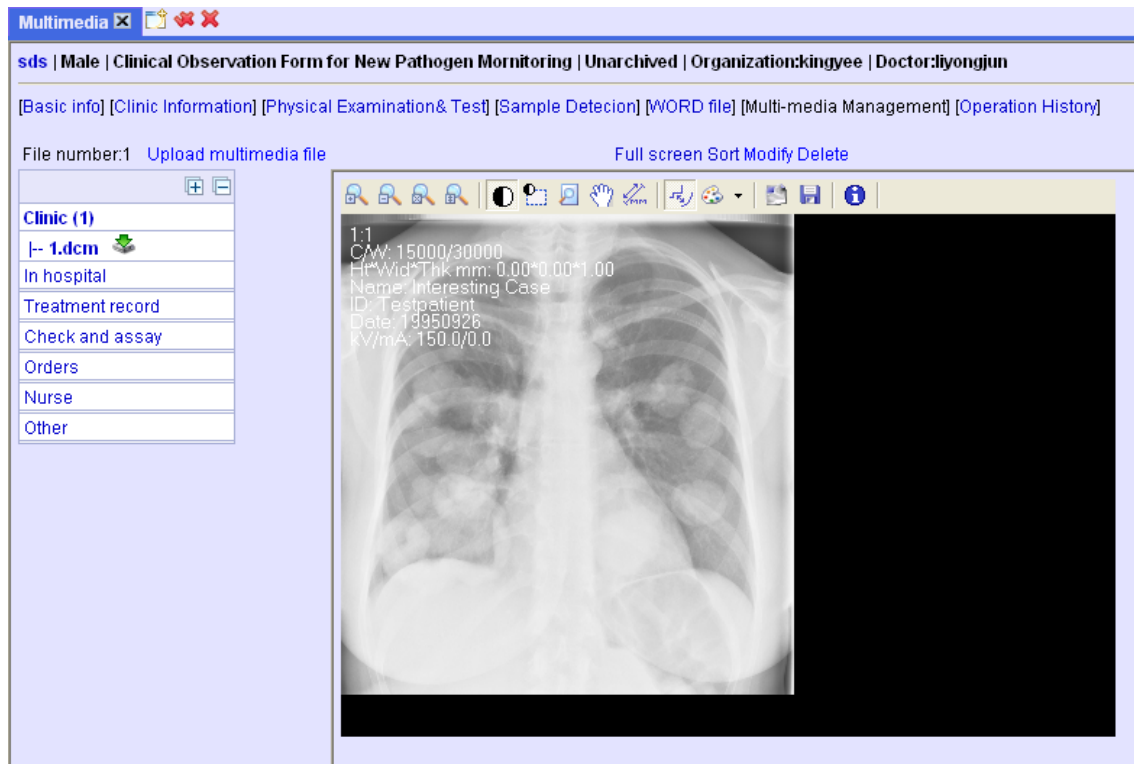 Multimedia
sds | Male | Clinical Observation Form for New Pathogen Mornitoring | Unarchived | Organization:kingyee | Doctor:liyongjun
[Basic info] [Clinic Information] [Physical Examination& Test] [Sample Detecion] [WORD file] [Multi-media Management] [Operation History]
File number:1 Upload multimedia file
Full screen Sort Modify Delete
Clinic (1)
|-- 1.dcm
In hospital
Treatment record
Check and assay
Orders
Nurse
Other
MM
1:1
C/W: 15000/30000
Ht*Wid*Thk mm: 0.00*0.00*1.00
Name: Interesting Case
ID: Testpatient
Date: 19950926
kV/mA: 150.0/0.0